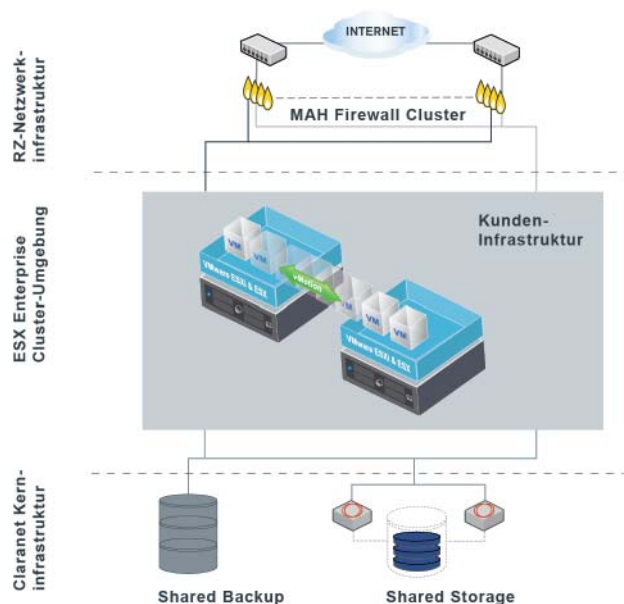 INTERNET
RZ-Netzwerk-
infrastruktur
MAH Firewall Cluster
ESX Enterprise
Cluster-Umgebung
Kunden-
Infrastruktur
VM
VM
VMware ESXi & ESX
vMotion
VM
VM
VM
VMware ESXi & ESX
Claranet Kern-
infrastruktur
Shared Backup
Shared Storage